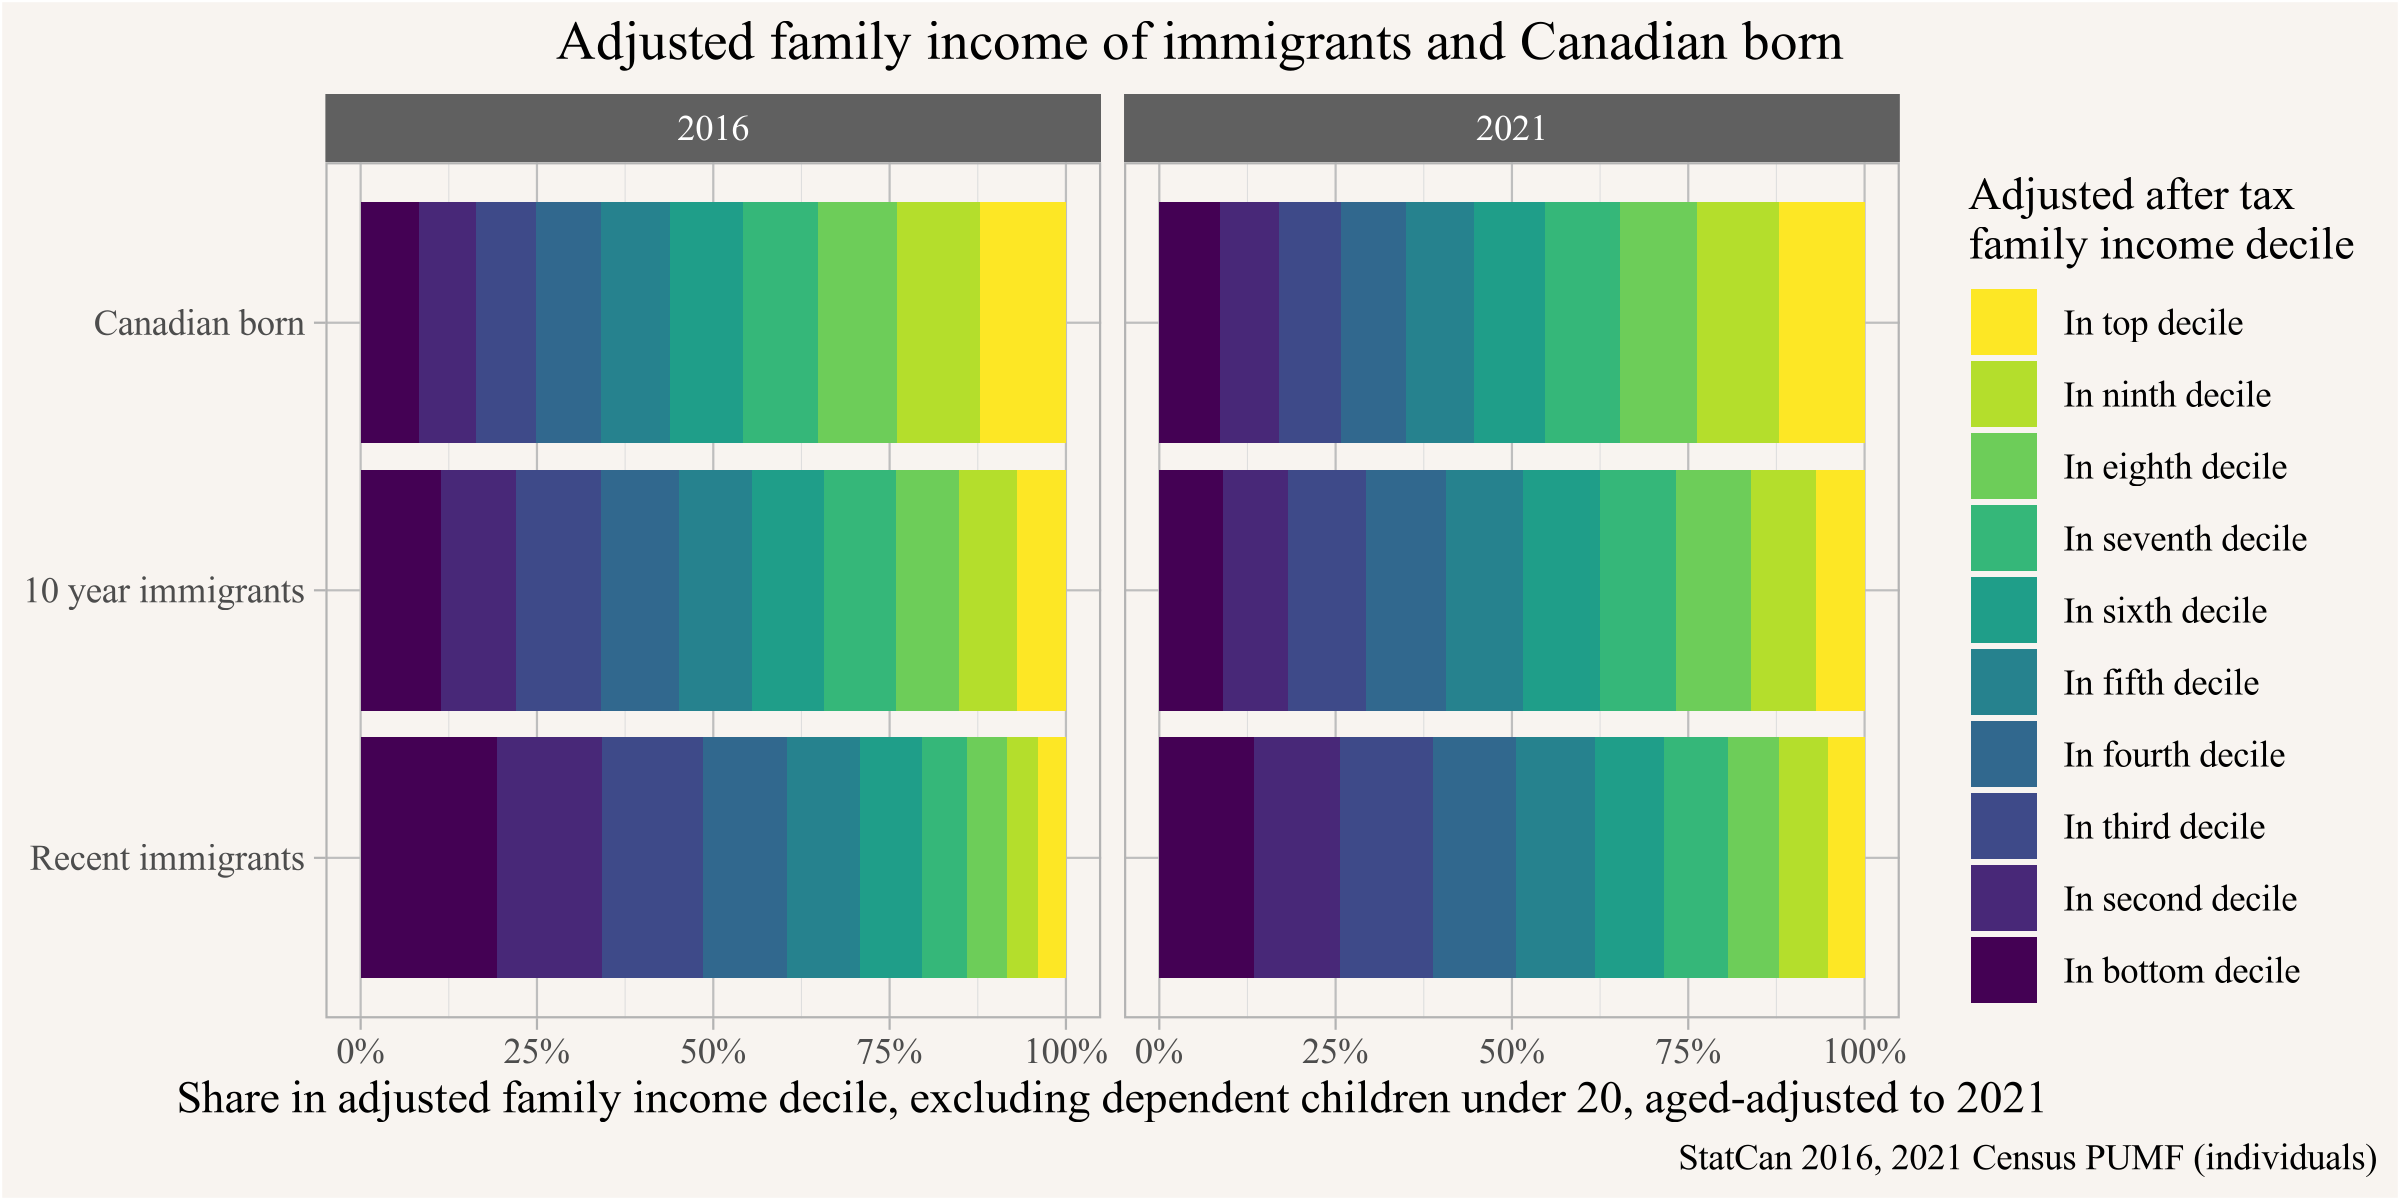 Adjusted family income of immigrants and Canadian born
2016
2021
Canadian born
10 year immigrants
Recent immigrants
0% 25% 50% 75% 100%
0% 25% 50% 75% 100%
Share in adjusted family income decile, excluding dependent children under 20, aged-adjusted to 2021
Adjusted after tax
family income decile
In top decile
In ninth decile
In eighth decile
In seventh decile
In sixth decile
In fifth decile
In fourth decile
In third decile
In second decile
In bottom decile
StatCan 2016, 2021 Census PUMF (individuals)